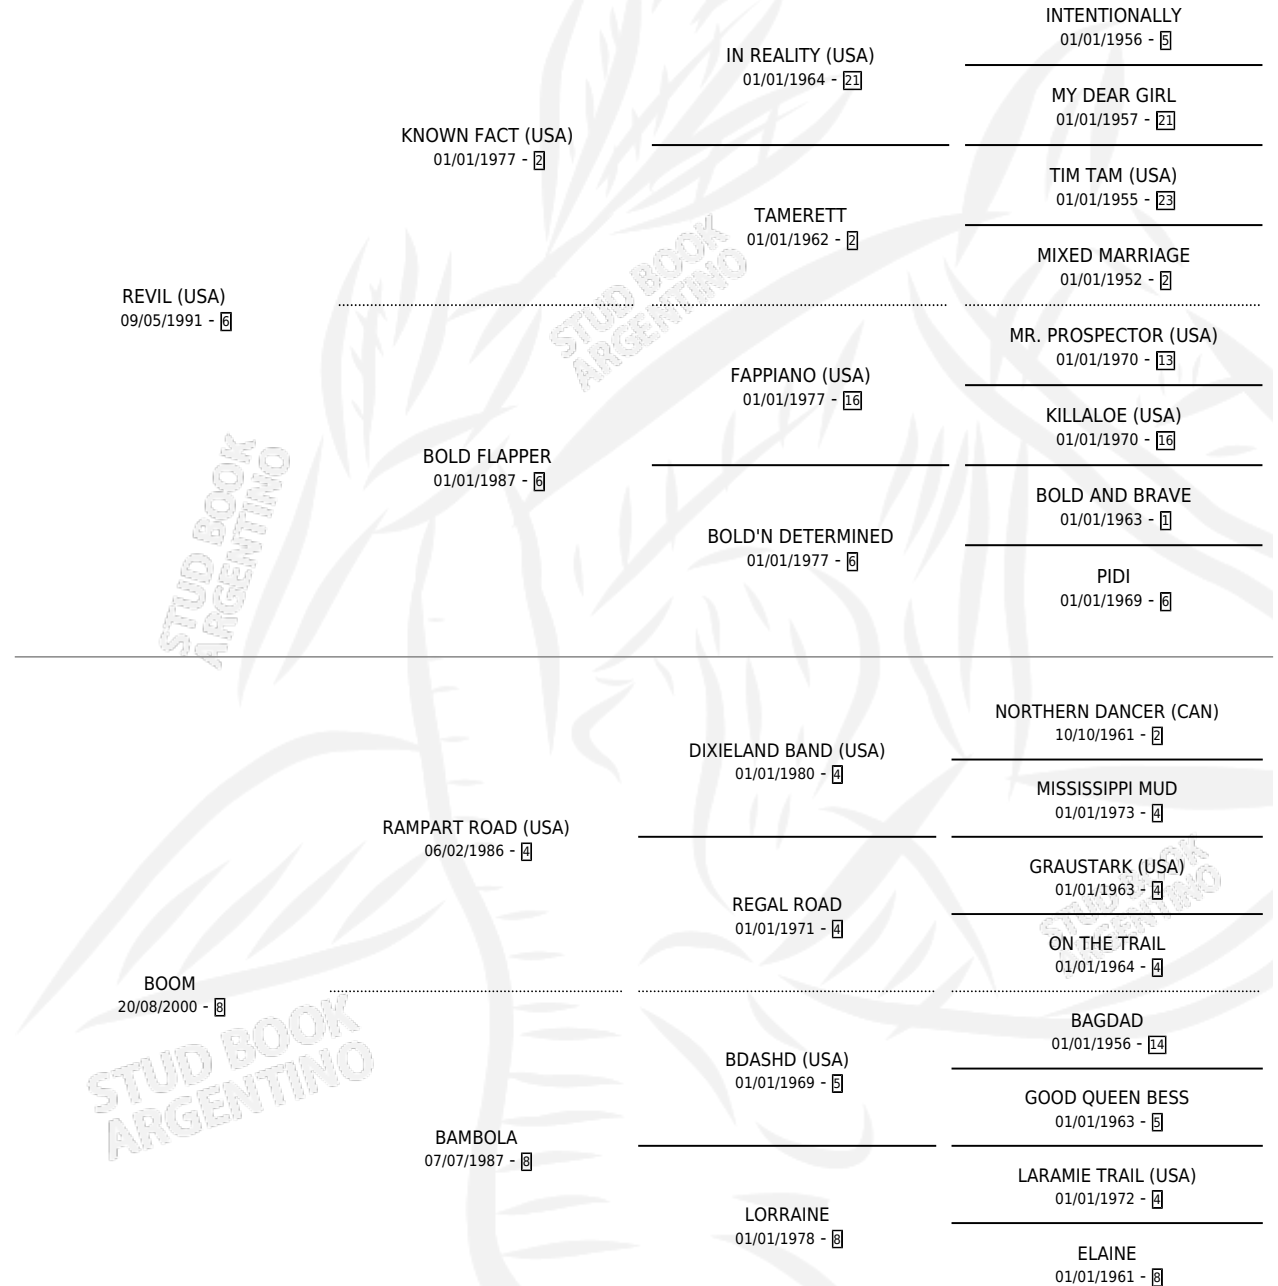 INTENTIONALLY
01/01/1956 - 5
IN REALITY (USA)
01/01/1964 - 21
MY DEAR GIRL
01/01/1957 - 21
KNOWN FACT (USA)
01/01/1977 - 2
TIM TAM (USA)
01/01/1955 - 23
TAMERETT
01/01/1962 - 2
MIXED MARRIAGE
01/01/1952 - 2
REVIL (USA)
09/05/1991 - 6
MR. PROSPECTOR (USA)
01/01/1970 - 13
FAPPIANO (USA)
01/01/1977 - 16
KILLALOE (USA)
01/01/1970 - 16
BOLD FLAPPER
01/01/1987 - 6
BOLD AND BRAVE
01/01/1963 - 1
BOLD'N DETERMINED
01/01/1977 - 6
PIDI
01/01/1969 - 6
NORTHERN DANCER (CAN)
10/10/1961 - 2
DIXIELAND BAND (USA)
01/01/1980 - 4
MISSISSIPPI MUD
01/01/1973 - 4
RAMPART ROAD (USA)
06/02/1986 - 4
GRAUSTARK (USA)
01/01/1963 - 4
REGAL ROAD
01/01/1971 - 4
ON THE TRAIL
01/01/1964 - 4
BOOM
20/08/2000 - 8
BAGDAD
01/01/1956 - 14
BDASHD (USA)
01/01/1969 - 5
GOOD QUEEN BESS
01/01/1963 - 5
BAMBOLA
07/07/1987 - 8
LARAMIE TRAIL (USA)
01/01/1972 - 4
LORRAINE
01/01/1978 - 8
ELAINE
01/01/1961 - 8
STUD BOOK
ARGENTINO
STUD BOOK
ARGENTINO
STUD BOOK
ARGENTINO
STUD BOOK
ARGENTINO